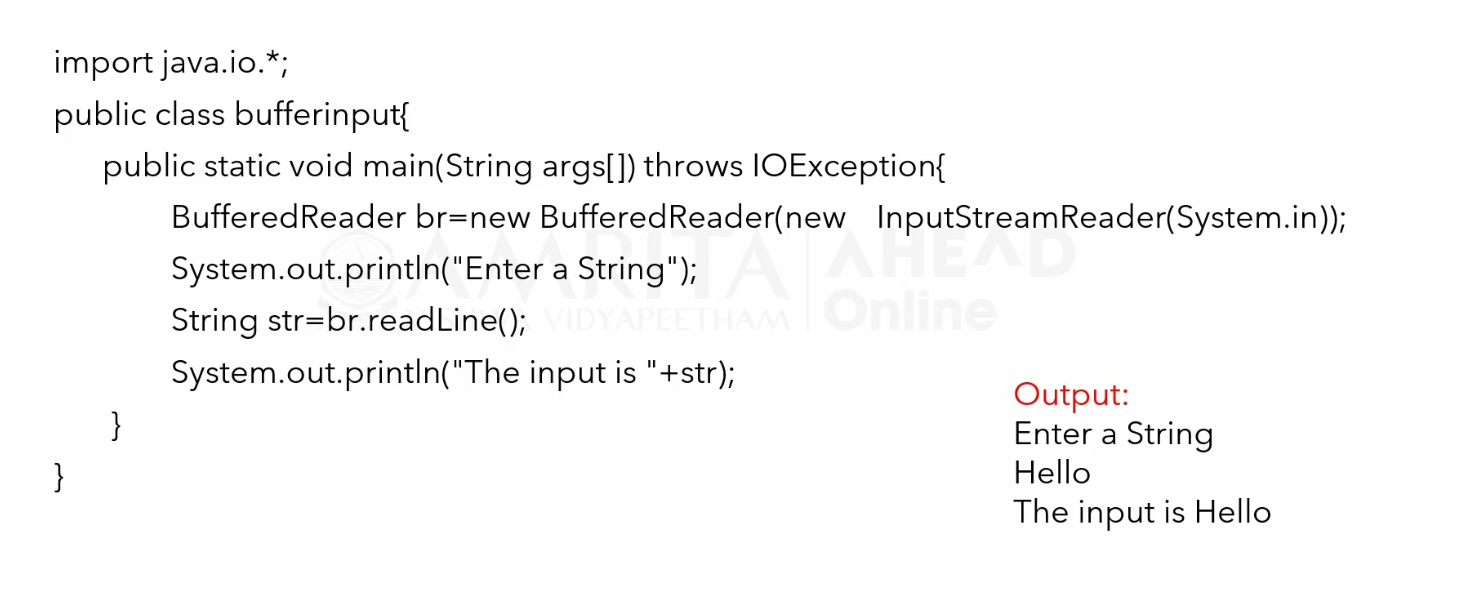 import java.io.*;
public class bufferinput{
public static void main(String args[]) throws IOException{
BufferedReader br=new BufferedReader(new InputStreamReader(System.in));
System.out.println("Enter a String");
String str=br.readLine();
System.out.println("The input is "+str);
}
}
Output:
Enter a String
Hello
The input is Hello
AMRITA
VIDYAPEETHAM
AHEAD
Online